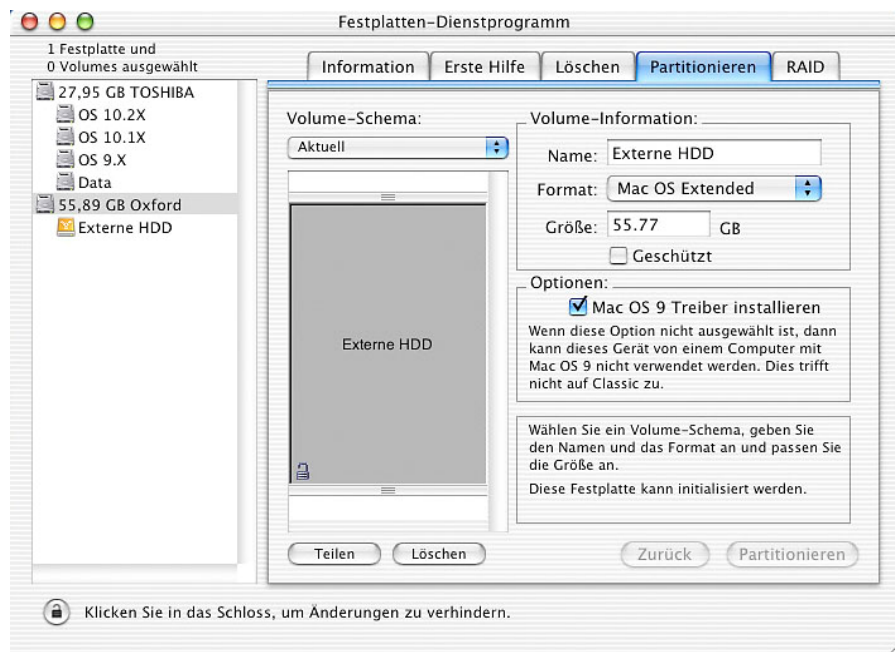 Festplatten-Dienstprogramm
1 Festplatte und
0 Volumes ausgewählt
27,95 GB TOSHIBA
OS 10.2X
OS 10.1X
OS 9.X
Data
55,89 GB Oxford
Externe HDD
Information
Erste Hilfe
Löschen
Partitionieren
RAID
Volume-Schema:
Aktuell
Externe HDD
Teilen
Löschen
Volume-Information:
Name: Externe HDD
Format: Mac OS Extended
Größe: 55.77 GB
Geschützt
Optionen:
Mac OS 9 Treiber installieren
Wenn diese Option nicht ausgewählt ist, dann
kann dieses Gerät von einem Computer mit
Mac OS 9 nicht verwendet werden. Dies trifft
nicht auf Classic zu.
Wählen Sie ein Volume-Schema, geben Sie
den Namen und das Format an und passen Sie
die Größe an.
Diese Festplatte kann initialisiert werden.
Zurück
Partitionieren
Klicken Sie in das Schloss, um Änderungen zu verhindern.